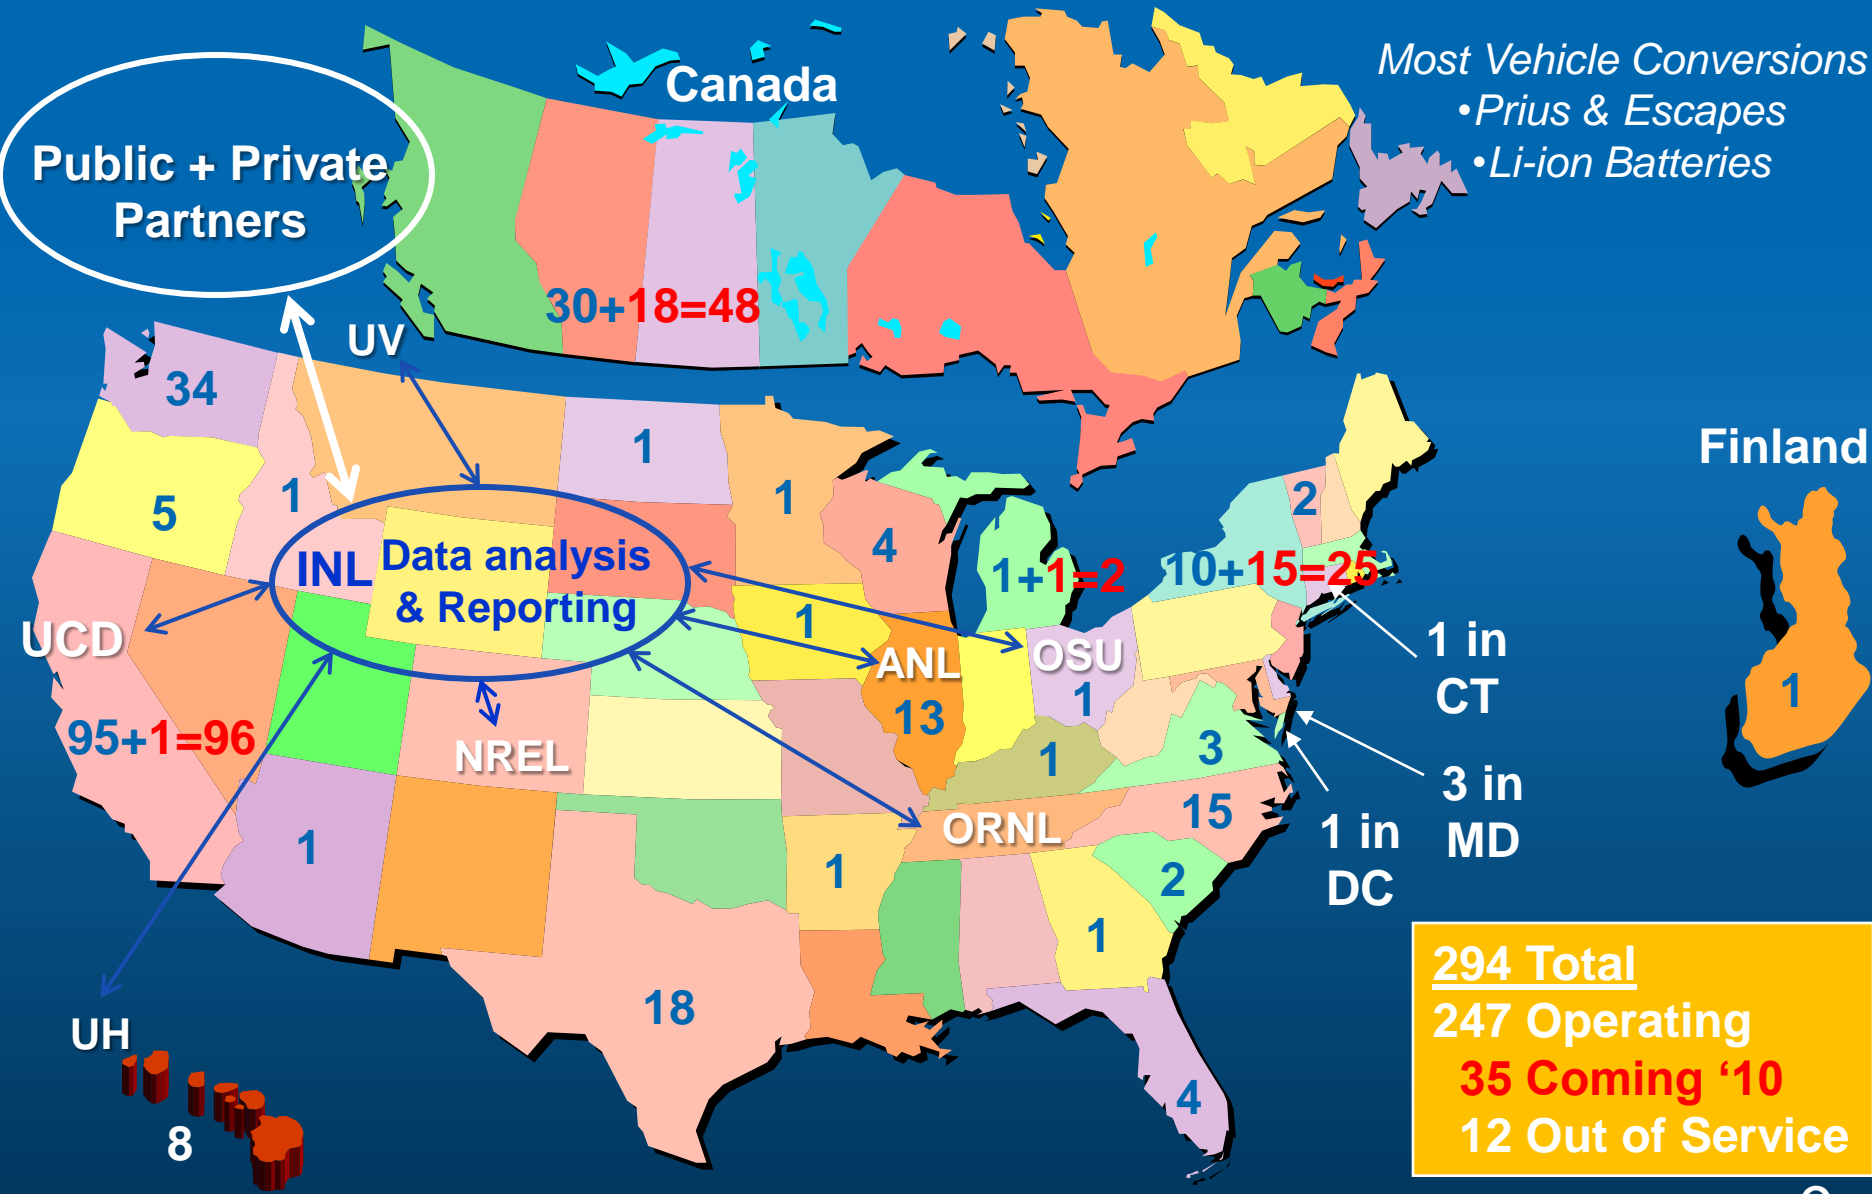 Canada
Most Vehicle Conversions
•Prius & Escapes
•Li-ion Batteries
Public + Private
Partners
30+18=48
UV
34
1
5
1
1
4
2
Finland
INL
Data analysis
& Reporting
1+1=2
10+15=25
UCD
1
ANL
OSU
1 in
CT
95+1=96
NREL
13
1
1
3
1
3 in
MD
1
ORNL
15
1 in
DC
1
2
1
18
294 Total
247 Operating
35 Coming ‘10
12 Out of Service
UH
8
4